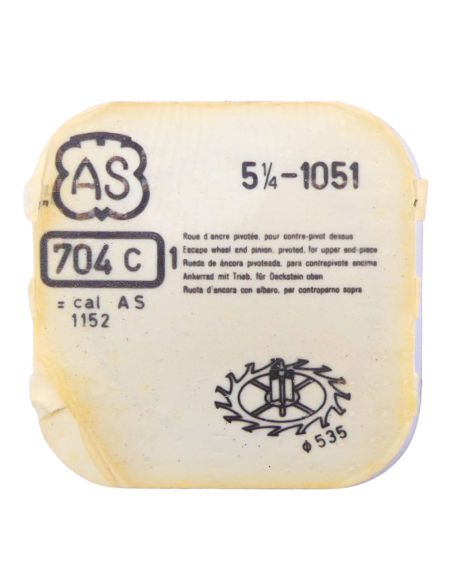 AS
5¼-1051
704 C 1
Roue d'ancre pivotée, pour contre-pivot dessus
Escape wheel end pinion, pivoted, for upper end-piece
Rueda de áncora pivoteada, para contrapivote encima
Ankerrad mit Trieb, für Deckstein oben
Ruota d'ancora con albero, per controperno sopra
= cal AS
1152
ϕ 535